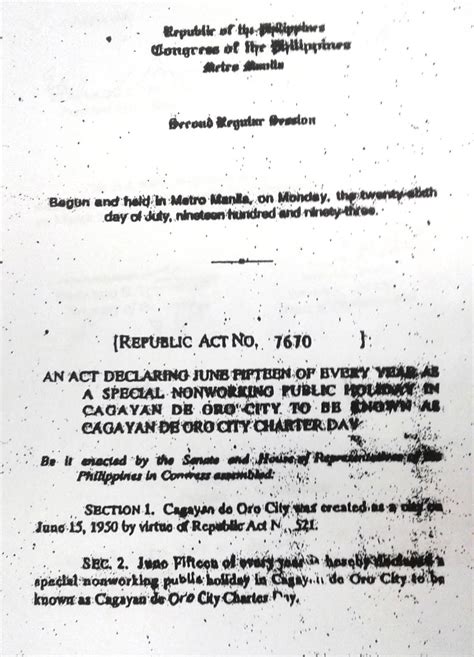 Republic of the Philippines
Congress of the Philippines
Metro Manila
Second Regular Session
Begun and held in Metro Manila, on Monday, the twenty-sixth
day of July, nineteen hundred and ninety-three.
[REPUBLIC ACT NO. 7670 ]
AN ACT DECLARING JUNE FIFTEEN OF EVERY YEAR AS
A SPECIAL NONWORKING PUBLIC HOLIDAY IN
CAGAYAN DE ORO CITY TO BE KNOWN AS
CAGAYAN DE ORO CITY CHARTER DAY
Be it enacted by the Senate and House of Representatives of the
Philippines in Congress assembled:
SECTION 1. Cagayan de Oro City was created as a city on
June 15, 1950 by virtue of Republic Act N 521.
SEC. 2. June Fifteen of every year is hereby declared a
special nonworking public holiday in Cagayan de Oro City to be
known as Cagayan de Oro City Charter Day.